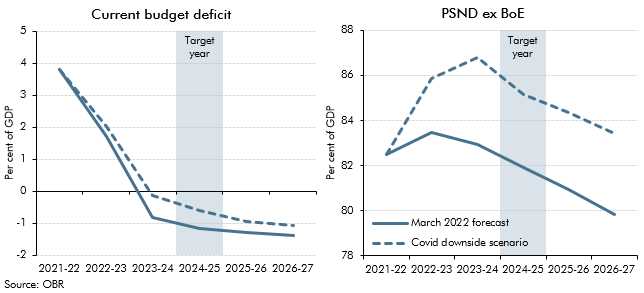 Current budget deficit
5
4
3
2
1
0
-1
-2
Per cent of GDP
Target
year
2021-22 2022-23 2023-24 2024-25 2025-26 2026-27
PSND ex BoE
88
86
84
82
80
78
Per cent of GDP
Target
year
March 2022 forecast
Covid downside scenario
2021-22 2022-23 2023-24 2024-25 2025-26 2026-27
Source: OBR